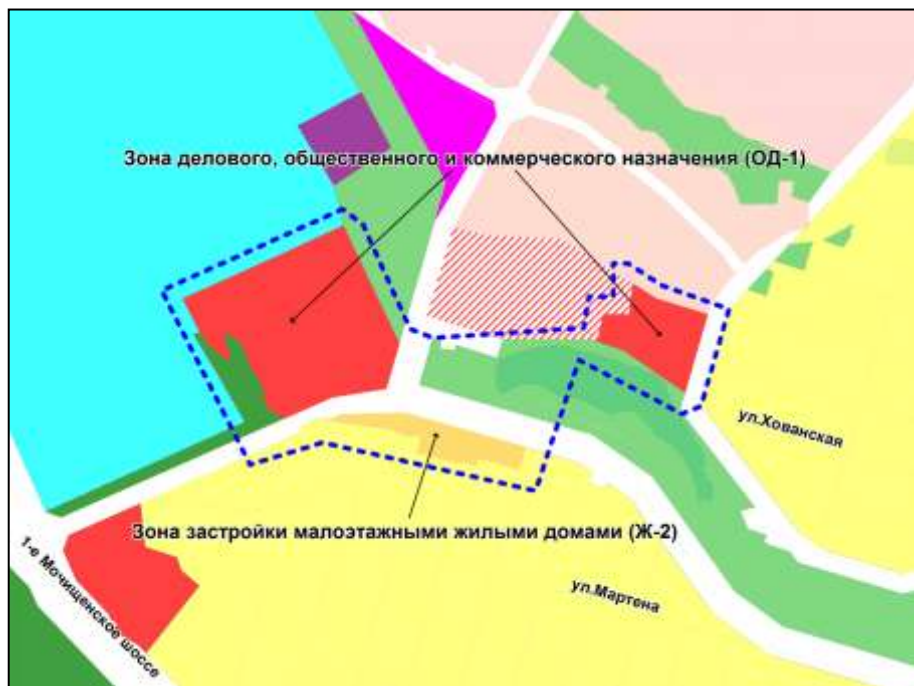 Зона делового, общественного и коммерческого назначения (ОД-1)
ул.Хованская
Зона застройки малоэтажными жилыми домами (Ж-2)
1-е Мочищенское шоссе
ул.Мартена